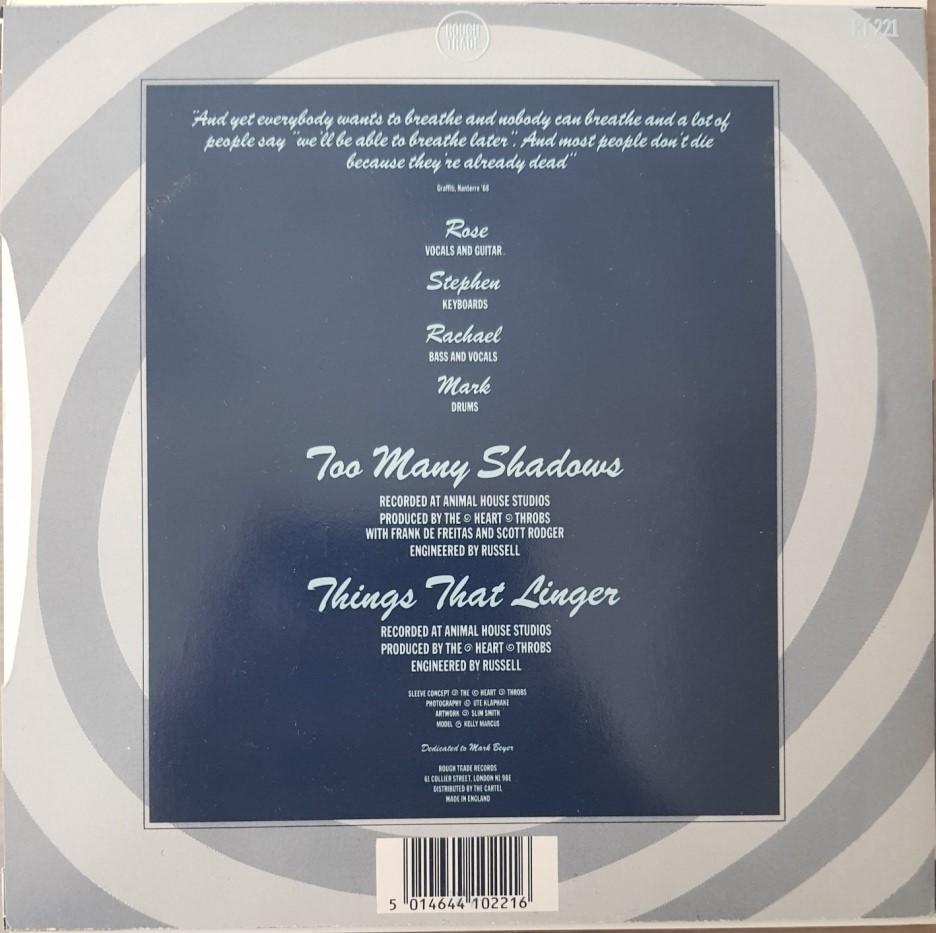 ROUGH
TRADE
RT 221
"And yet everybody wants to breathe and nobody can breathe and a lot of
people say "we'll be able to breathe later". And most people don't die
because they're already dead"
Graffiti, Nanterre '68
Rose
VOCALS AND GUITAR.
Stephen
KEYBOARDS
Rachael
BASS AND VOCALS
Mark
DRUMS
Too Many Shadows
RECORDED AT ANIMAL HOUSE STUDIOS
PRODUCED BY THE HEART THROBS
WITH FRANK DE FREITAS AND SCOTT RODGER
ENGINEERED BY RUSSELL
Things That Linger
RECORDED AT ANIMAL HOUSE STUDIOS
PRODUCED BY THE HEART THROBS
ENGINEERED BY RUSSELL
SLEEVE CONCEPT THE HEART THROBS
PHOTOGRAPHY UTE KLAPHAKE
ARTWORK SLIM SMITH
MODEL KELLY MARCUS
Dedicated to Mark Beyer
ROUGH TRADE RECORDS
61 COLLIER STREET, LONDON N1 9BE
DISTRIBUTED BY THE CARTEL
MADE IN ENGLAND
5 014644 102216